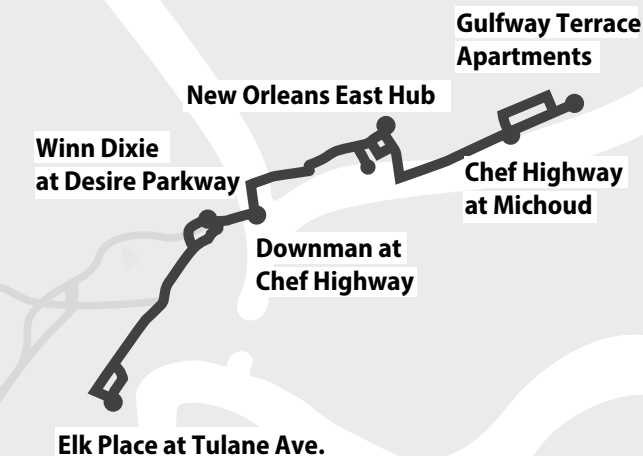 Gulfway Terrace
Apartments
New Orleans East Hub
Winn Dixie
at Desire Parkway
Chef Highway
at Michoud
Downman at
Chef Highway
Elk Place at Tulane Ave.